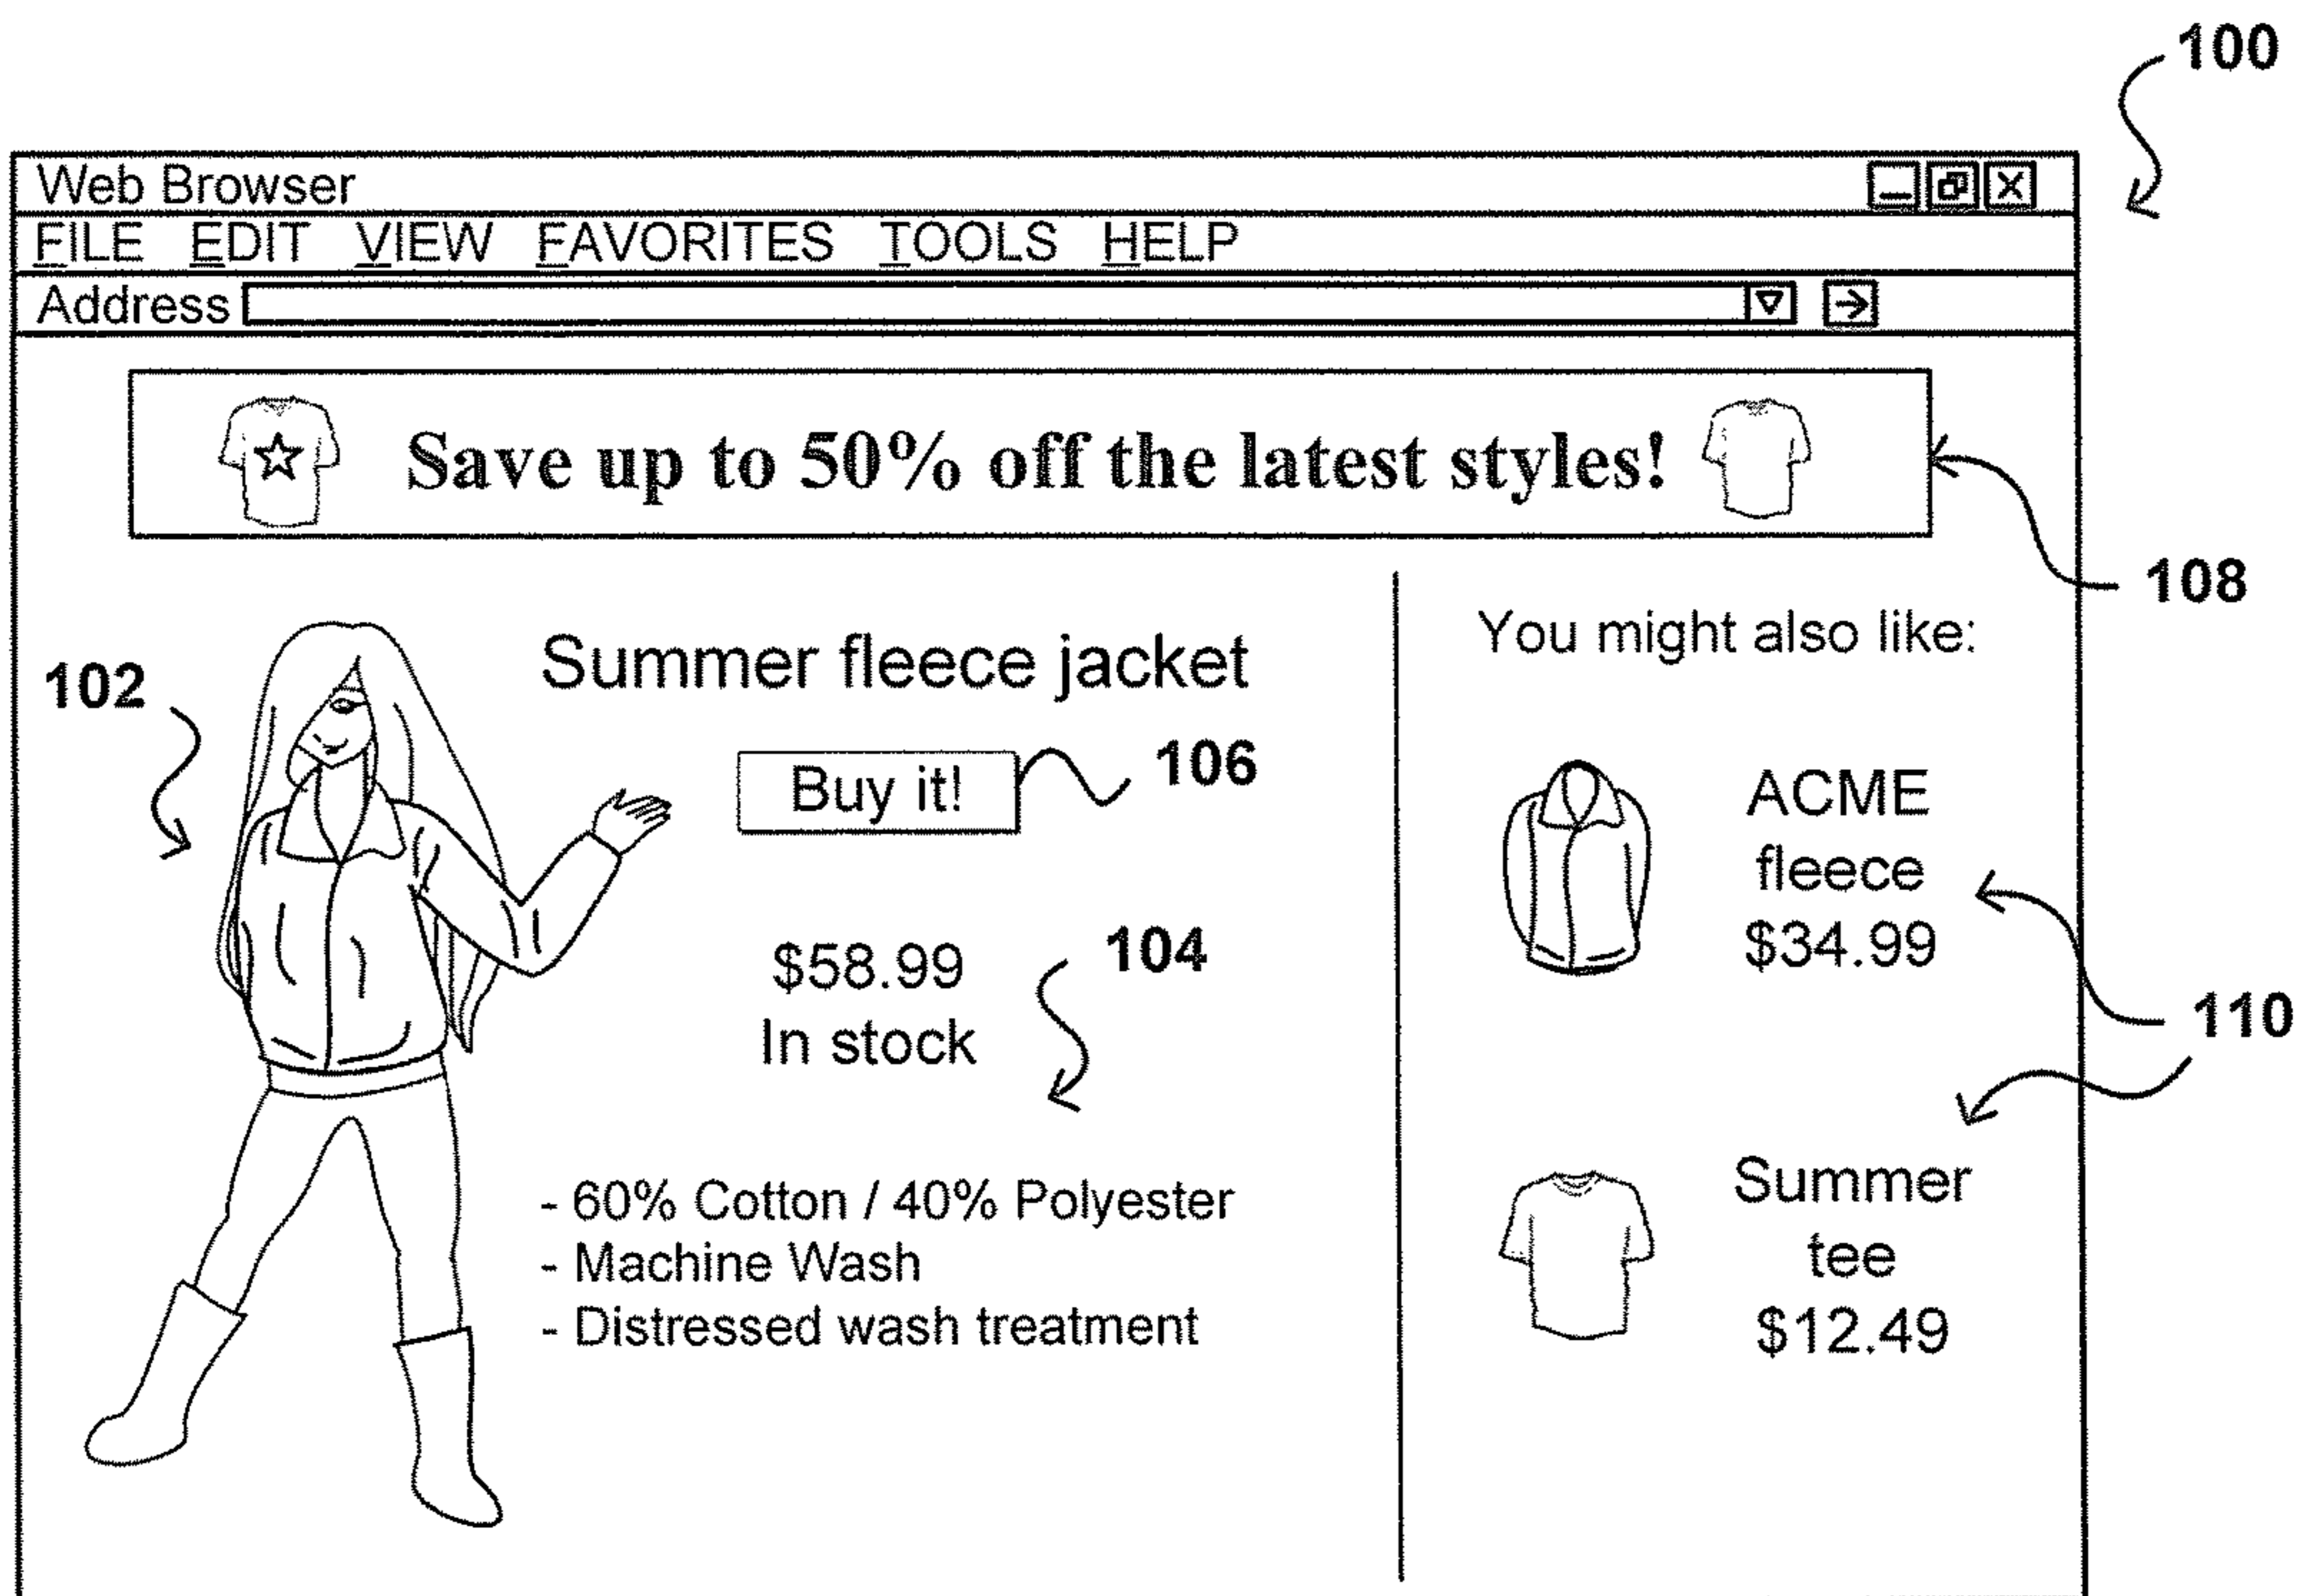 100
Web Browser
FILE EDIT VIEW FAVORITES TOOLS HELP
Address
Save up to 50% off the latest styles!
108
102
Summer fleece jacket
Buy it!
106
$58.99
In stock
104
- 60% Cotton / 40% Polyester
- Machine Wash
- Distressed wash treatment
You might also like:
ACME
fleece
$34.99
110
Summer
tee
$12.49